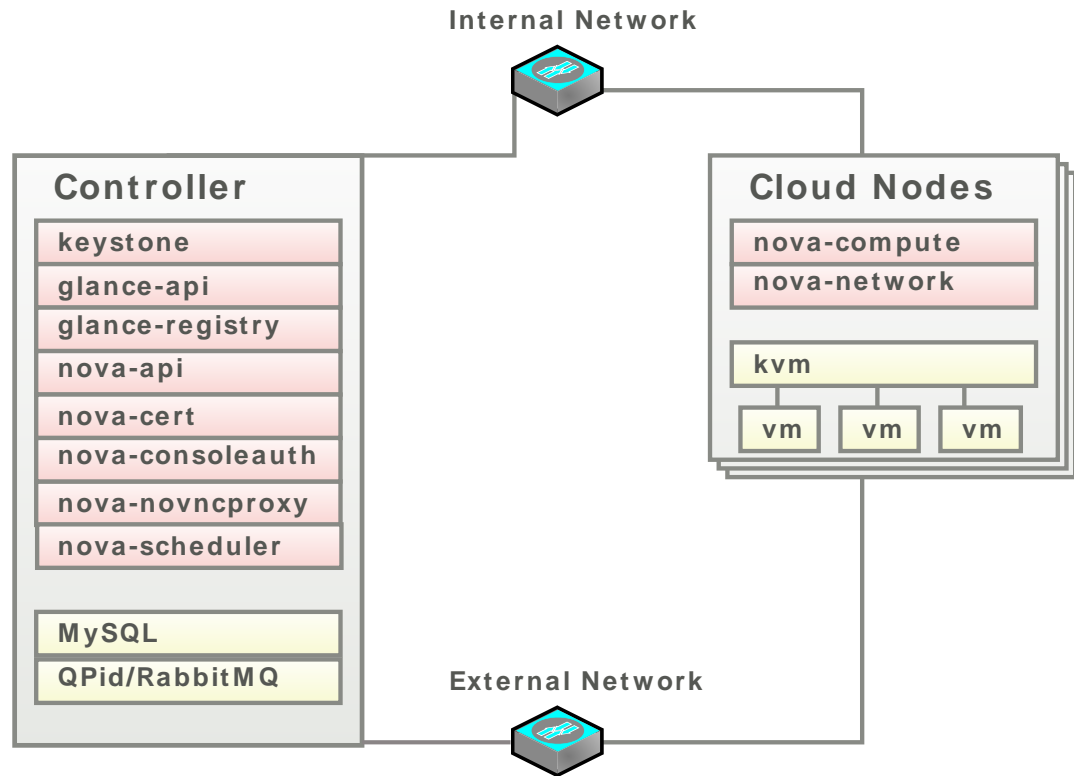 Internal Network
Controller
keystone
glance-api
glance-registry
nova-api
nova-cert
nova-consoleauth
nova-novncproxy
nova-scheduler
MySQL
QPid/RabbitMQ
Cloud Nodes
nova-compute
nova-network
kvm
vm
vm
vm
External Network